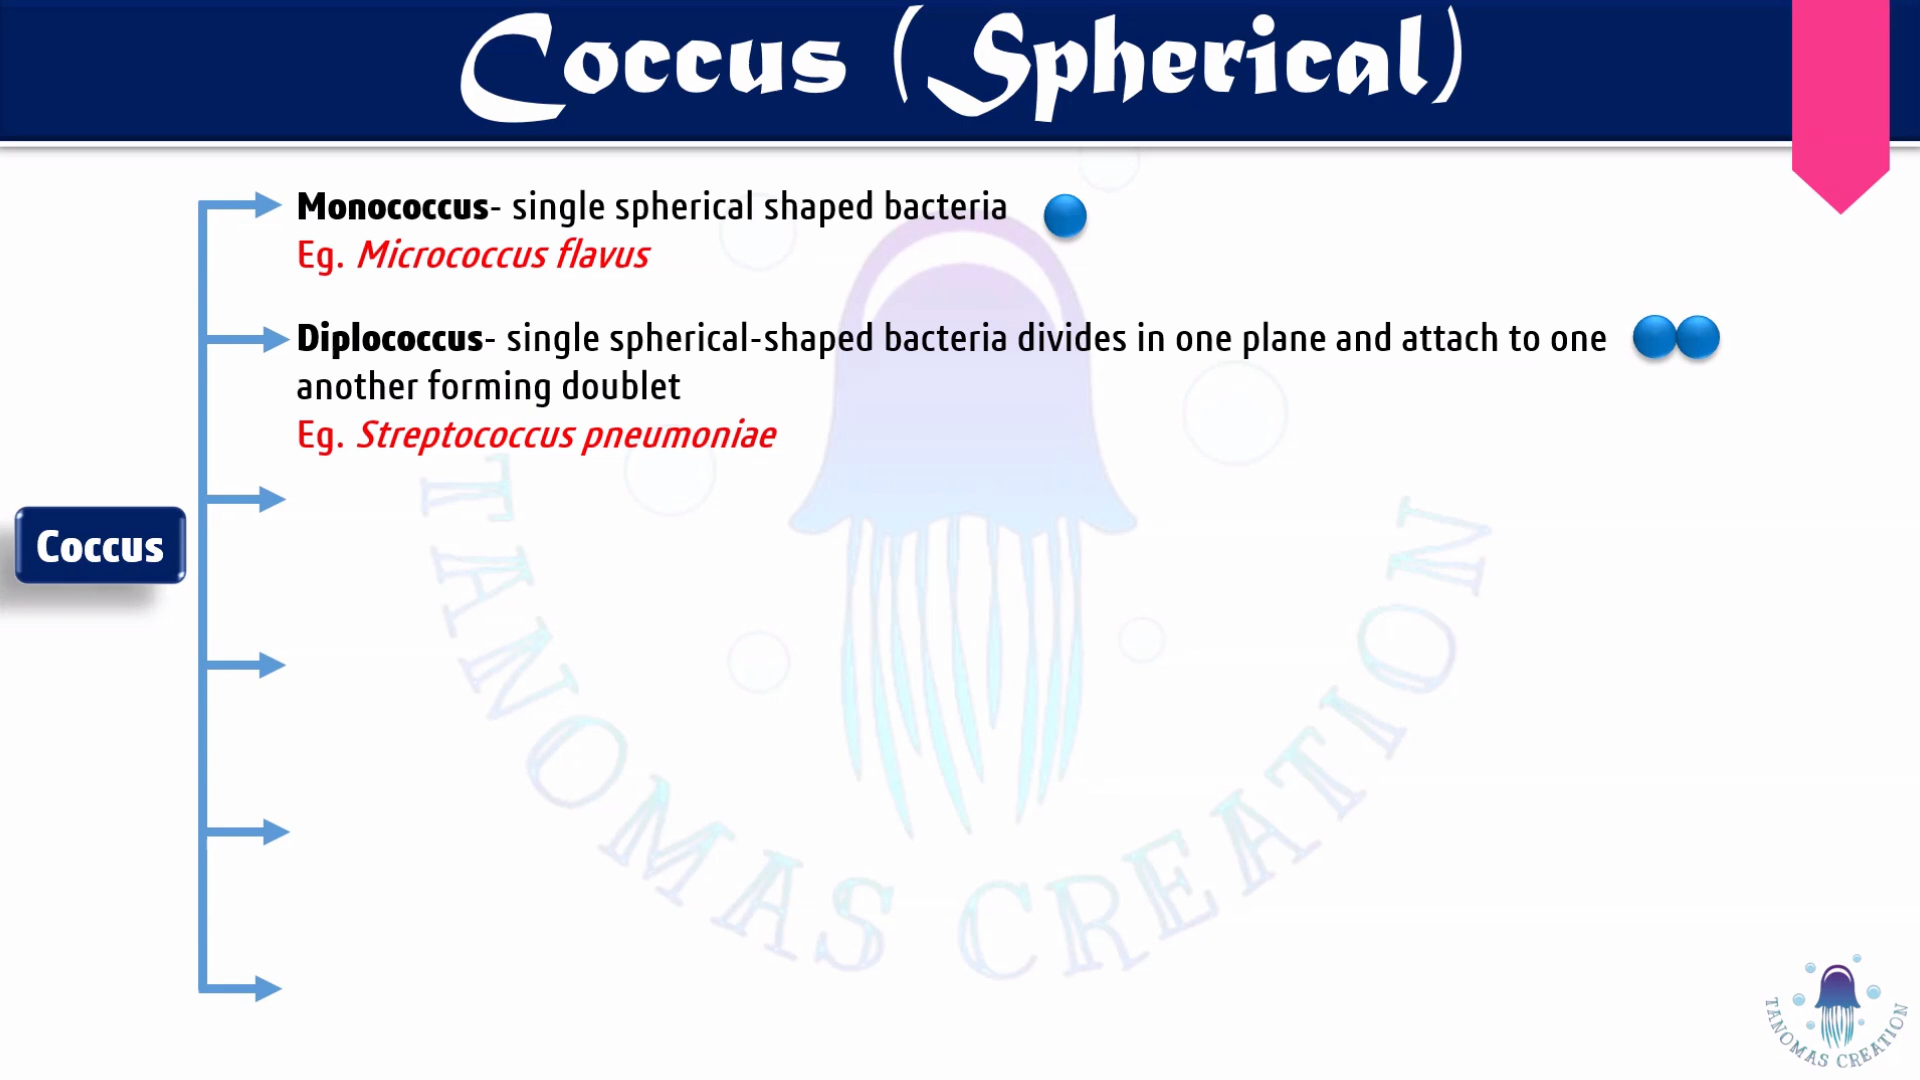 Coccus (Spherical)
Monococcus- single spherical shaped bacteria
Eg. Micrococcus flavus
Diplococcus- single spherical-shaped bacteria divides in one plane and attach to one
another forming doublet
Eg. Streptococcus pneumoniae
Coccus
TANOMAS CREATION
TANOMAS CREATION